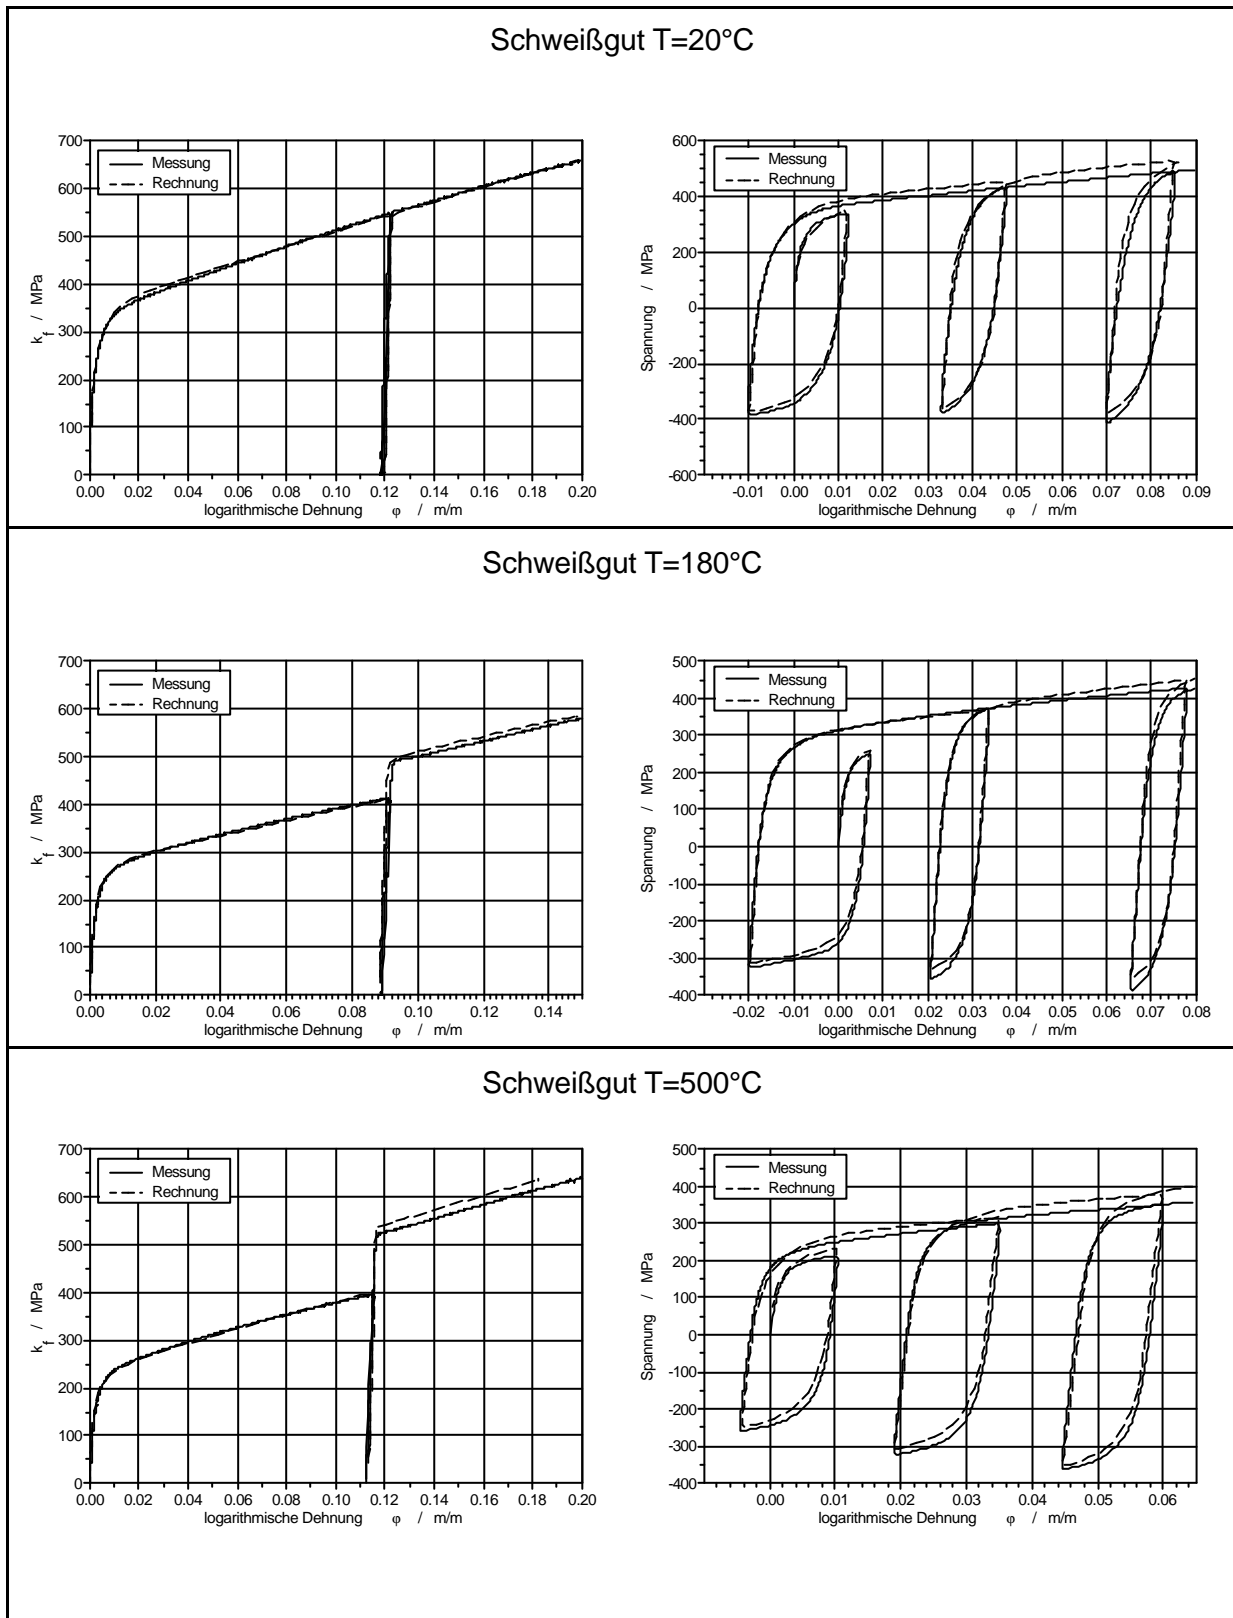 Schweißgut T=20°C
700
600
500
400
300
200
100
0
k_f / MPa
Messung
Rechnung
0.00 0.02 0.04 0.06 0.08 0.10 0.12 0.14 0.16 0.18 0.20
logarithmische Dehnung φ / m/m
600
400
200
0
-200
-400
-600
Spannung / MPa
Messung
Rechnung
-0.01 0.00 0.01 0.02 0.03 0.04 0.05 0.06 0.07 0.08 0.09
logarithmische Dehnung φ / m/m
Schweißgut T=180°C
700
600
500
400
300
200
100
0
k_f / MPa
Messung
Rechnung
0.00 0.02 0.04 0.06 0.08 0.10 0.12 0.14
logarithmische Dehnung φ / m/m
500
400
300
200
100
0
-100
-200
-300
-400
Spannung / MPa
Messung
Rechnung
-0.02 -0.01 0.00 0.01 0.02 0.03 0.04 0.05 0.06 0.07 0.08
logarithmische Dehnung φ / m/m
Schweißgut T=500°C
700
600
500
400
300
200
100
0
k_f / MPa
Messung
Rechnung
0.00 0.02 0.04 0.06 0.08 0.10 0.12 0.14 0.16 0.18 0.20
logarithmische Dehnung φ / m/m
500
400
300
200
100
0
-100
-200
-300
-400
Spannung / MPa
Messung
Rechnung
0.00 0.01 0.02 0.03 0.04 0.05 0.06
logarithmische Dehnung φ / m/m